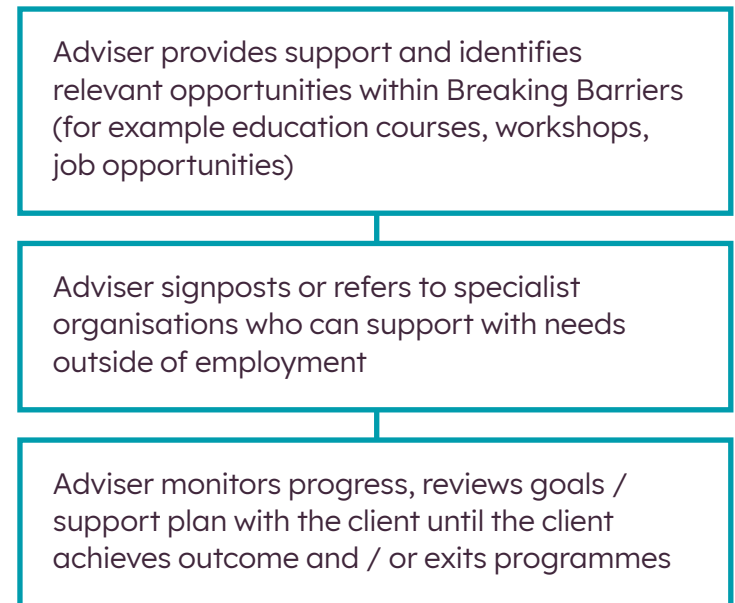 Adviser provides support and identifies
relevant opportunities within Breaking Barriers
(for example education courses, workshops,
job opportunities)
Adviser signposts or refers to specialist
organisations who can support with needs
outside of employment
Adviser monitors progress, reviews goals /
support plan with the client until the client
achieves outcome and / or exits programmes